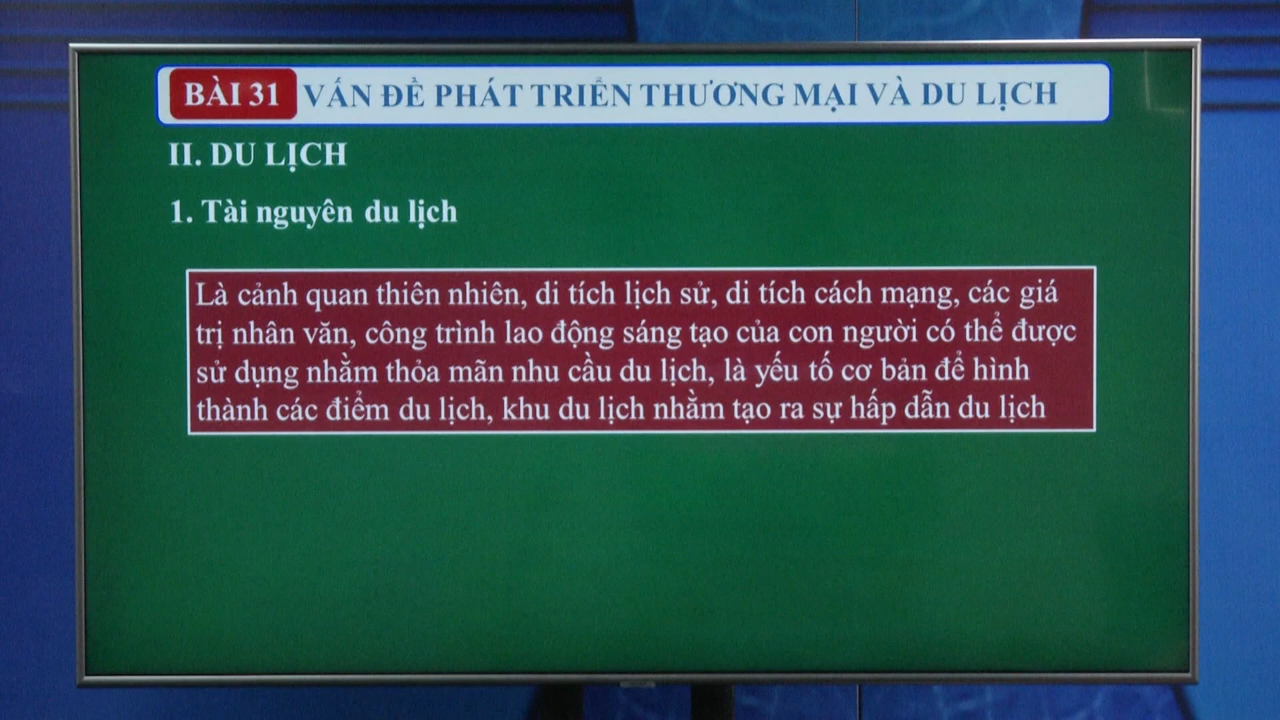 BÀI 31 VẤN ĐỀ PHÁT TRIỂN THƯƠNG MẠI VÀ DU LỊCH
II. DU LỊCH
1. Tài nguyên du lịch
Là cảnh quan thiên nhiên, di tích lịch sử, di tích cách mạng, các giá
trị nhân văn, công trình lao động sáng tạo của con người có thể được
sử dụng nhằm thỏa mãn nhu cầu du lịch, là yếu tố cơ bản để hình
thành các điểm du lịch, khu du lịch nhằm tạo ra sự hấp dẫn du lịch